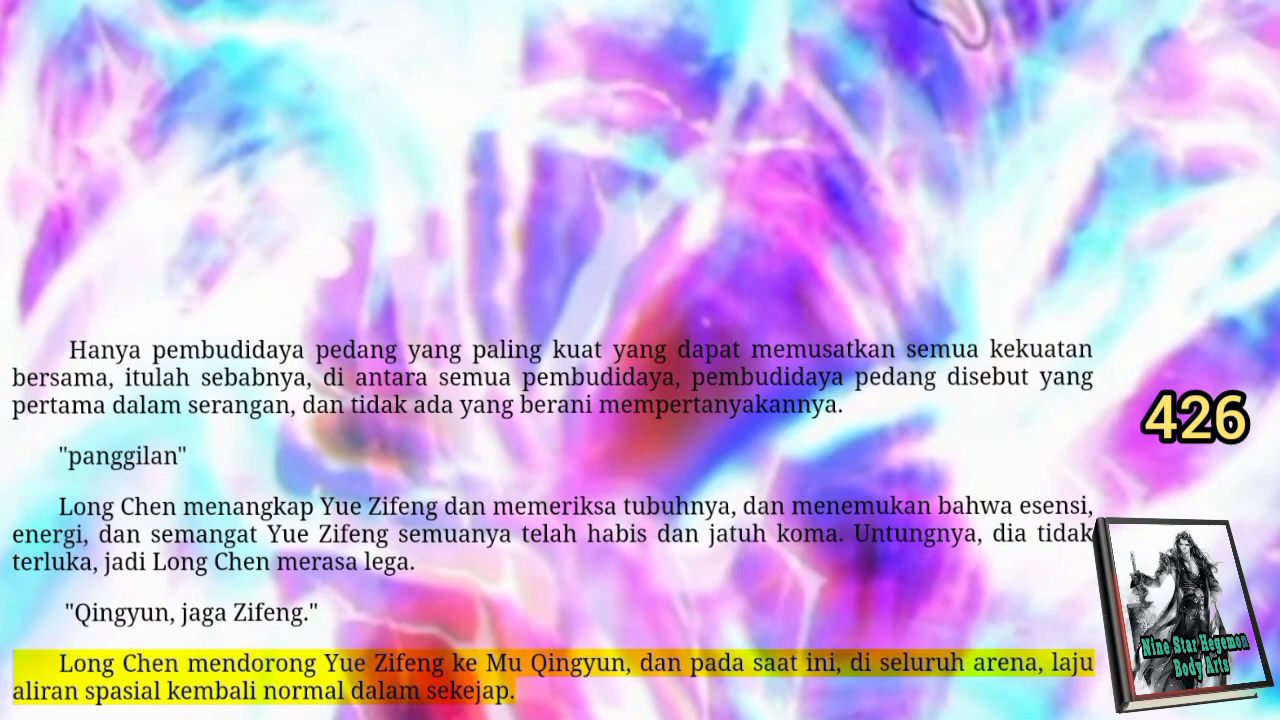 Hanya pembudidaya pedang yang paling kuat yang dapat memusatkan semua kekuatan
bersama, itulah sebabnya, di antara semua pembudidaya, pembudidaya pedang disebut yang
pertama dalam serangan, dan tidak ada yang berani mempertanyakannya.
"panggilan"
Long Chen menangkap Yue Zifeng dan memeriksa tubuhnya, dan menemukan bahwa esensi,
energi, dan semangat Yue Zifeng semuanya telah habis dan jatuh koma. Untungnya, dia tidak
terluka, jadi Long Chen merasa lega.
"Qingyun, jaga Zifeng."
Long Chen mendorong Yue Zifeng ke Mu Qingyun, dan pada saat ini, di seluruh arena, laju
aliran spasial kembali normal dalam sekejap.
426
Nine Star Hegemon
Body Arts